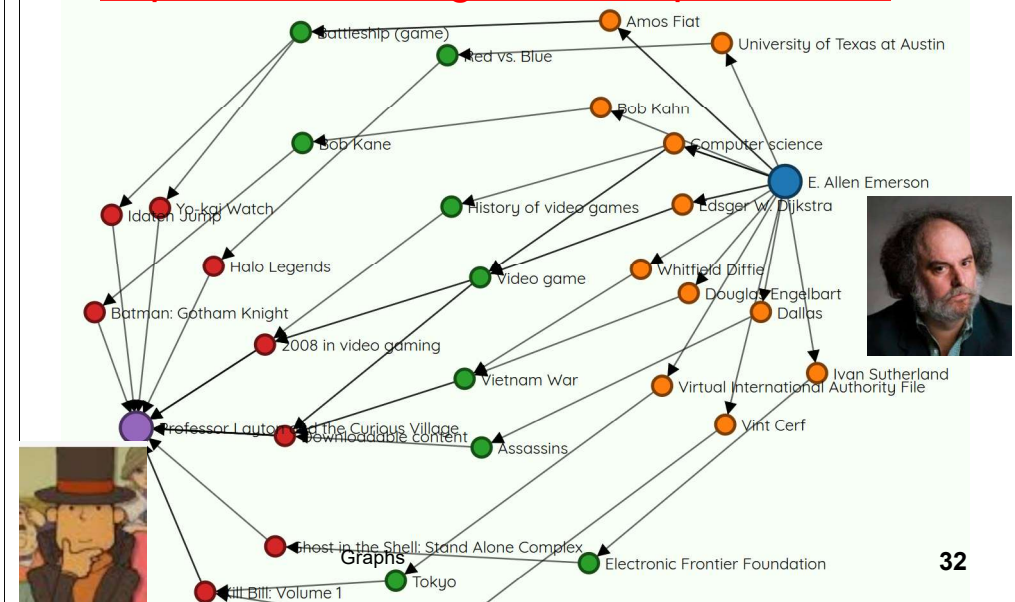 Amos Fiat
Battleship (game)
University of Texas at Austin
Red vs. Blue
Bob Kahn
Bob Kane
Computer science
E. Allen Emerson
Edsger W. Dijkstra
History of video games
Yo-kai Watch
Idaten Jump
Halo Legends
Whitfield Diffie
Video game
Douglas Engelbart
Batman: Gotham Knight
Dallas
2008 in video gaming
Ivan Sutherland
Vietnam War
Virtual International Authority File
Vint Cerf
Professor Layton and the Curious Village
Downloadable content
Assassins
Ghost in the Shell: Stand Alone Complex
Graphs
Electronic Frontier Foundation
32
Tokyo
Kill Bill: Volume 1